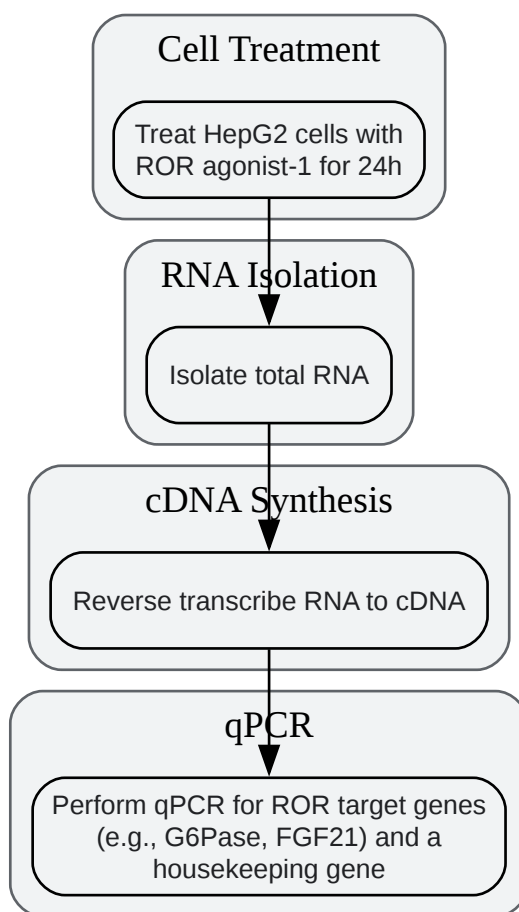 Cell Treatment
Treat HepG2 cells with
ROR agonist-1 for 24h
RNA Isolation
Isolate total RNA
cDNA Synthesis
Reverse transcribe RNA to cDNA
qPCR
Perform qPCR for ROR target genes
(e.g., G6Pase, FGF21) and a
housekeeping gene